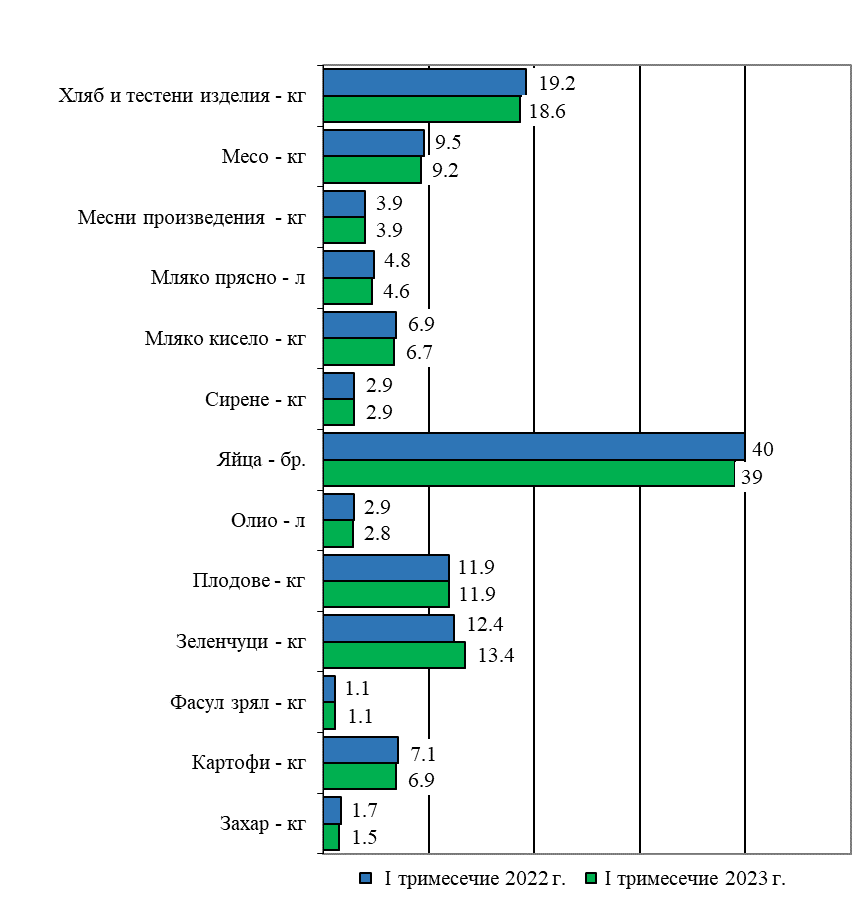 Хляб и тестени изделия - кг
19.2
18.6
Месо - кг
9.5
9.2
Месни произведения - кг
3.9
3.9
Мляко прясно - л
4.8
4.6
Мляко кисело - кг
6.9
6.7
Сирене - кг
2.9
2.9
Яйца - бр.
40
39
Олио - л
2.9
2.8
Плодове - кг
11.9
11.9
Зеленчуци - кг
12.4
13.4
Фасул зрял - кг
1.1
1.1
Картофи - кг
7.1
6.9
Захар - кг
1.7
1.5
I тримесечие 2022 г. I тримесечие 2023 г.